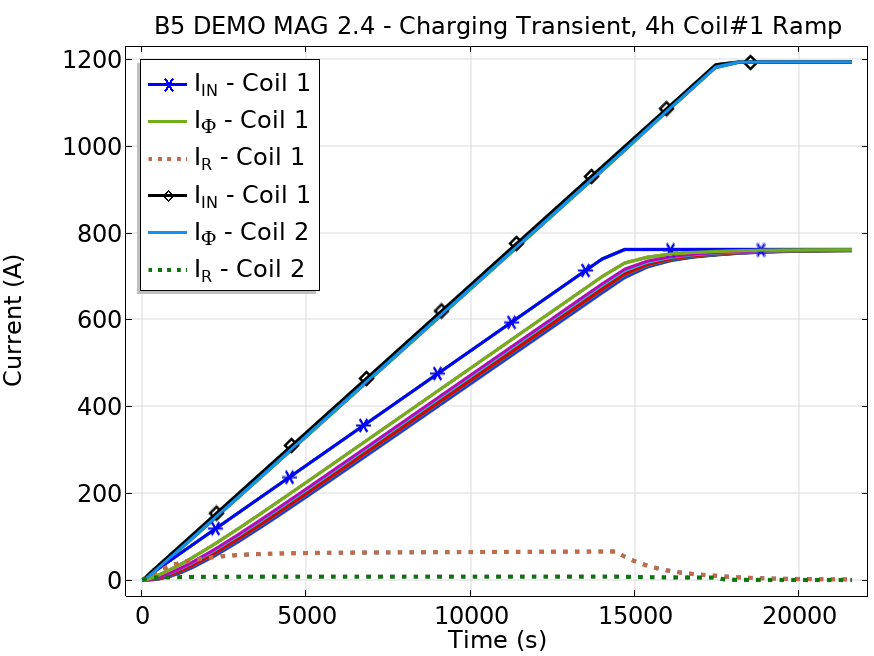 B5 DEMO MAG 2.4 - Charging Transient, 4h Coil#1 Ramp
Current (A)
1200
1000
800
600
400
200
0
I_IN - Coil 1
I_Φ - Coil 1
I_R - Coil 1
I_IN - Coil 1
I_Φ - Coil 2
I_R - Coil 2
0 5000 10000 15000 20000
Time (s)